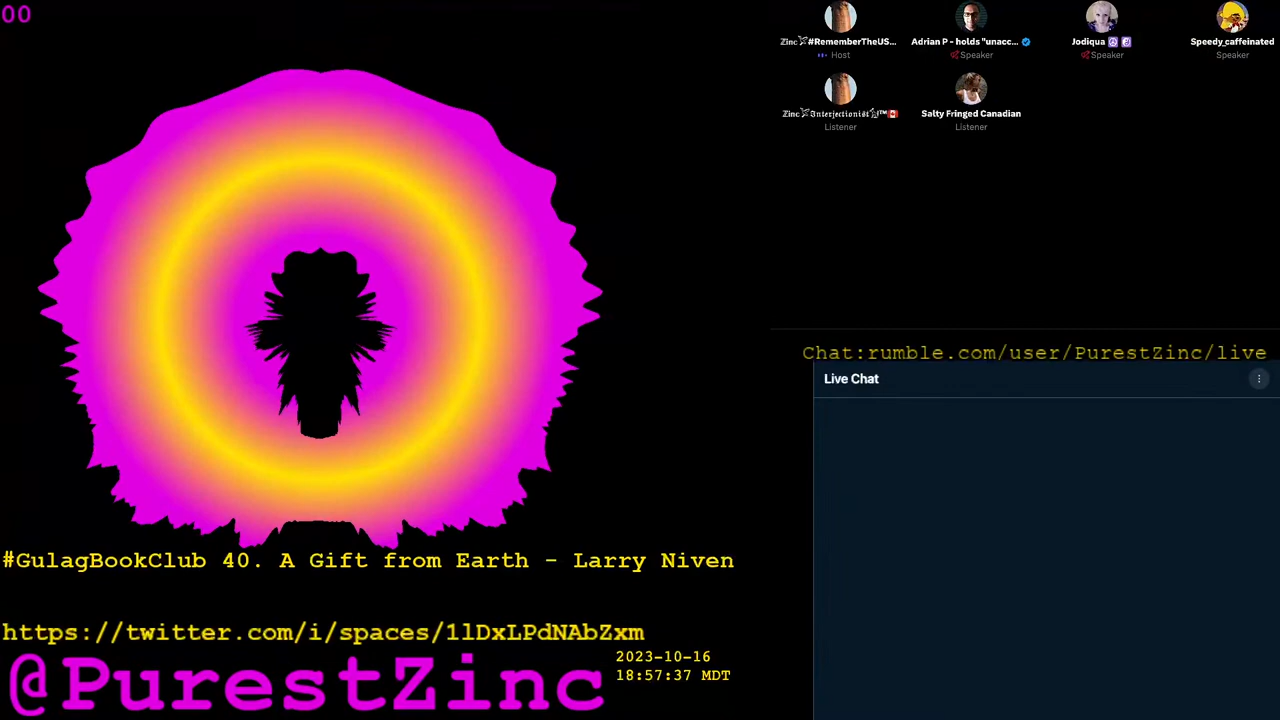 00
ℤinc🕊#RememberTheUS...
Host
Adrian P - holds "unacc...
Speaker
Jodiqua ☮ ☯
Speaker
Speedy_caffeinated
Speaker
ℤinc🕊ℑ𝔫𝔱𝔢𝔯𝔧𝔢𝔠𝔱𝔦𝔬𝔫𝔦𝔰𝔱
Listener
Salty Fringed Canadian
Listener
Chat:rumble.com/user/PurestZinc/live
Live Chat
#GulagBookClub 40. A Gift from Earth - Larry Niven
https://twitter.com/i/spaces/1lDxLPdNAbZxm
@PurestZinc
2023-10-16
18:57:37 MDT